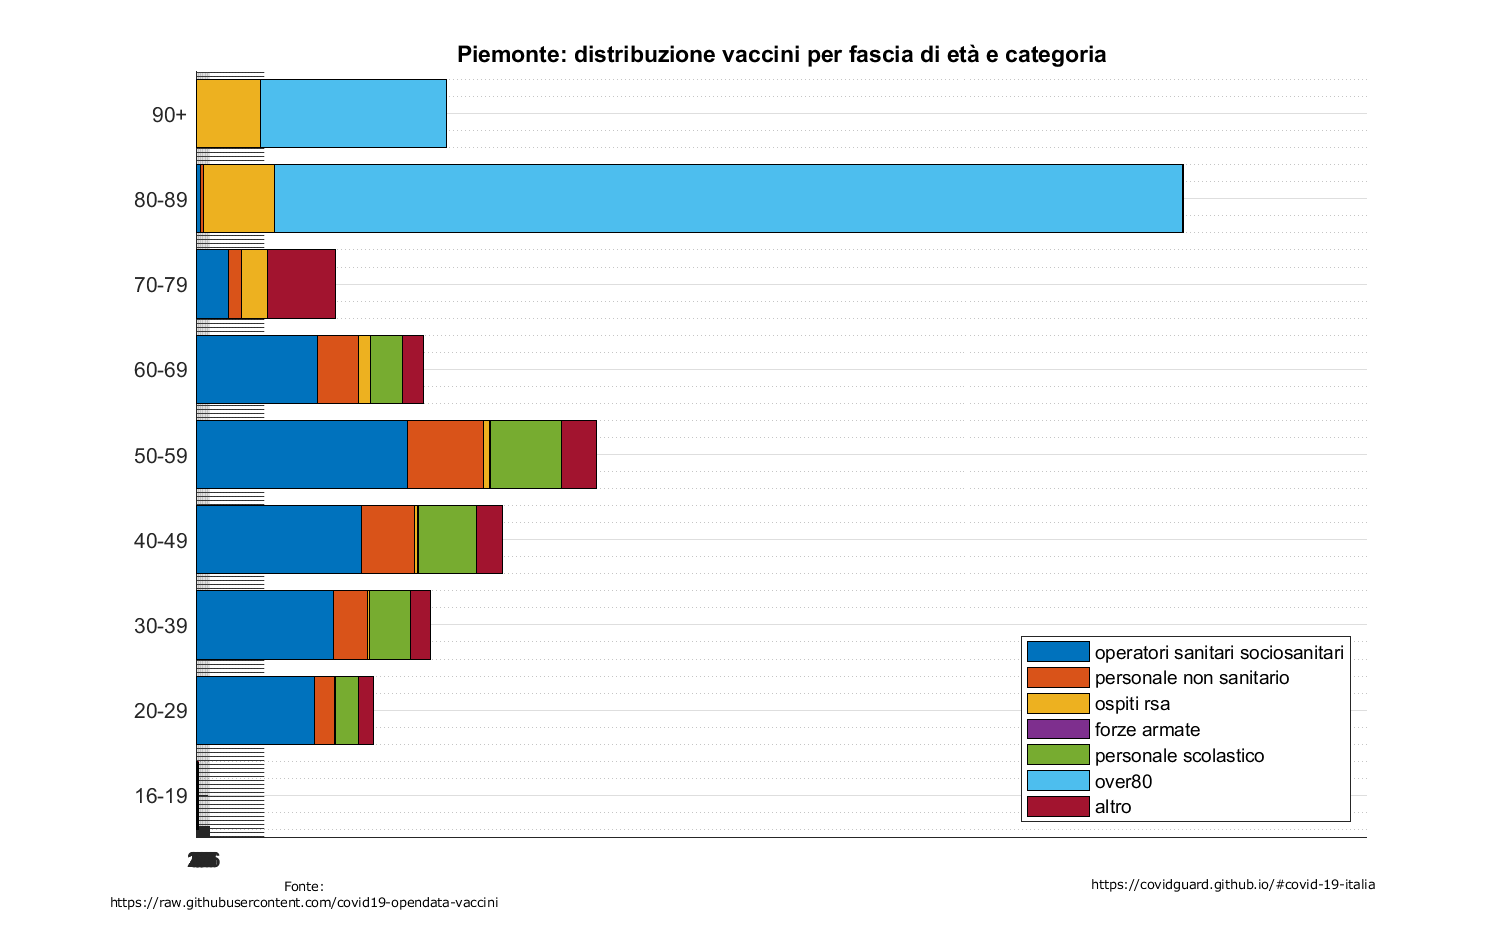 Piemonte: distribuzione vaccini per fascia di età e categoria
90+
80-89
70-79
60-69
50-59
40-49
30-39
20-29
16-19
operatori sanitari sociosanitari
personale non sanitario
ospiti rsa
forze armate
personale scolastico
over80
altro
Fonte:
https://raw.githubusercontent.com/covid19-opendata-vaccini
https://covidguard.github.io/#covid-19-italia